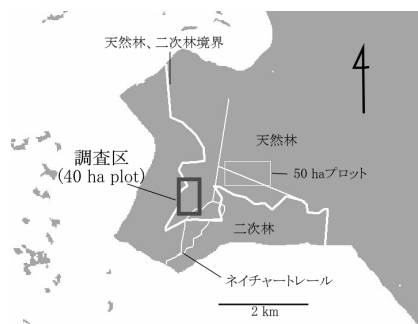 天然林、二次林境界
天然林
調査区
(40 ha plot)
50 haプロット
二次林
ネイチャートレール
2 km